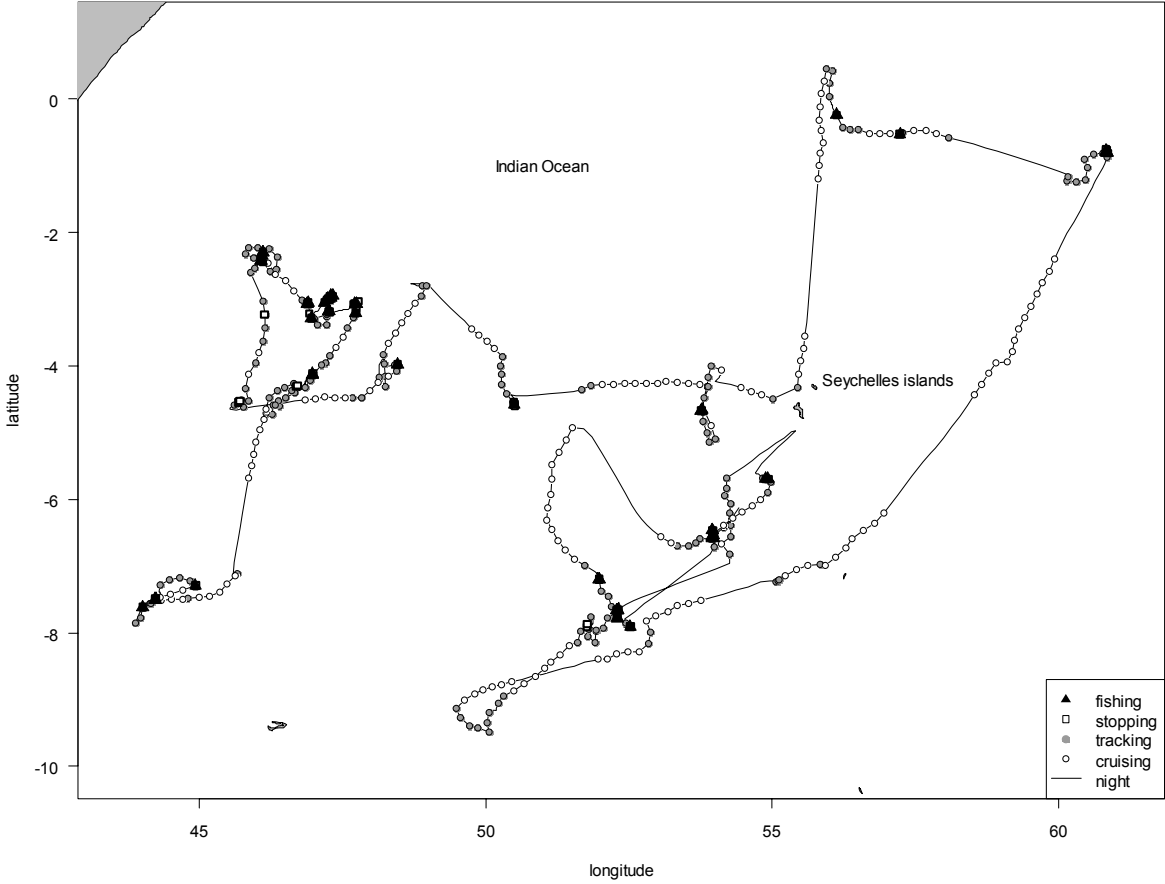 0
Indian Ocean
-2
-4
Seychelles islands
latitude
-6
-8
fishing
stopping
tracking
cruising
night
-10
45
50
55
60
longitude